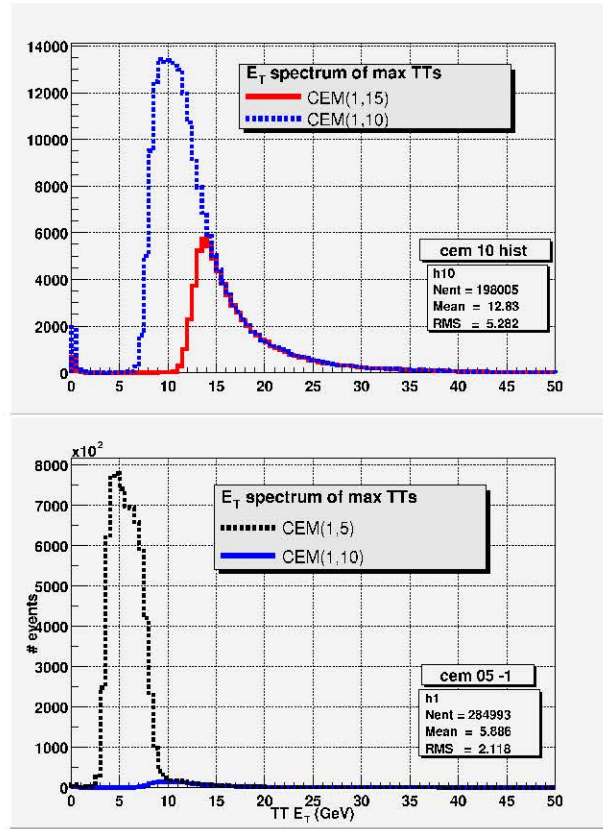 14000
12000
10000
8000
6000
4000
2000
0
E_T spectrum of max TTs
CEM(1,15)
CEM(1,10)
cem 10 hist
h10
Nent = 198005
Mean = 12.83
RMS = 5.282
0 5 10 15 20 25 30 35 40 45 50
x10²
8000
7000
6000
5000
4000
3000
2000
1000
0
# events
E_T spectrum of max TTs
CEM(1,5)
CEM(1,10)
cem 05 -1
h1
Nent = 284993
Mean = 5.886
RMS = 2.118
0 5 10 15 20 25 30 35 40 45 50
TT E_T (GeV)